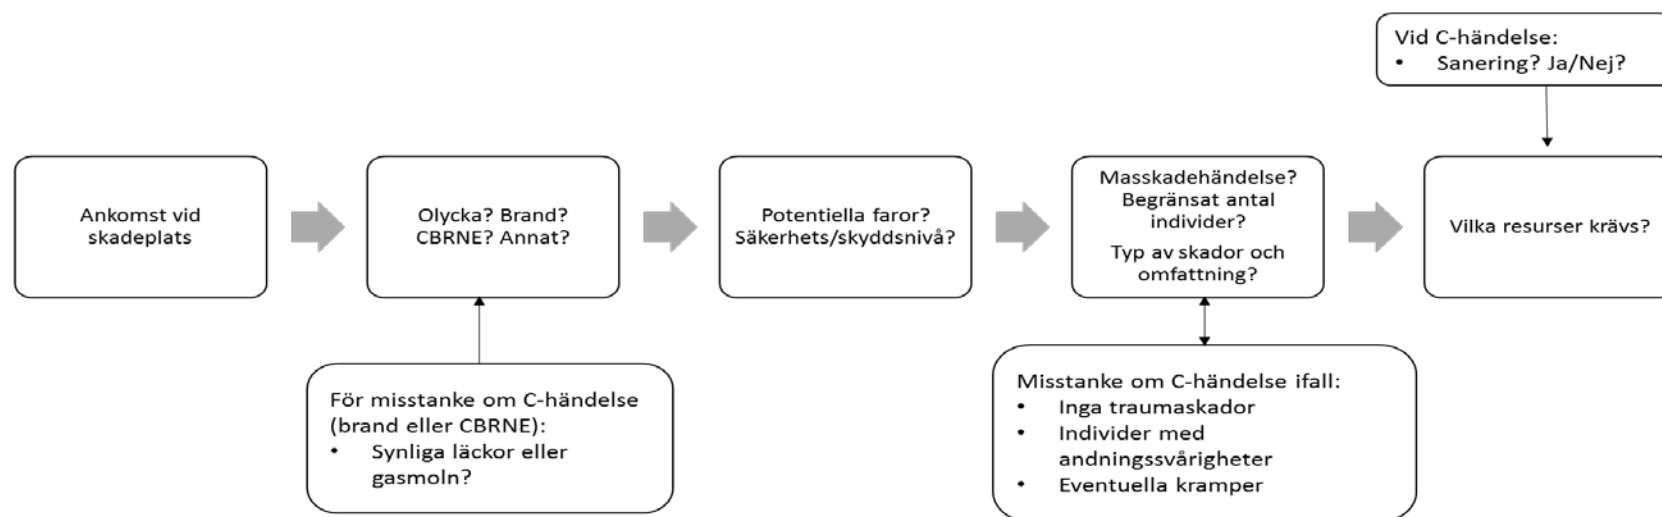 Vid C-händelse:
• Sanering? Ja/Nej?
Ankomst vid
skadeplats
Olycka? Brand?
CBRNE? Annat?
Potentiella faror?
Säkerhets/skyddsnivå?
Masskadehändelse?
Begränsat antal
individer?
Typ av skador och
omfattning?
Vilka resurser krävs?
För misstanke om C-händelse
(brand eller CBRNE):
• Synliga läckor eller
gasmoln?
Misstanke om C-händelse ifall:
• Inga traumaskador
• Individer med
andningssvårigheter
• Eventuella kramper